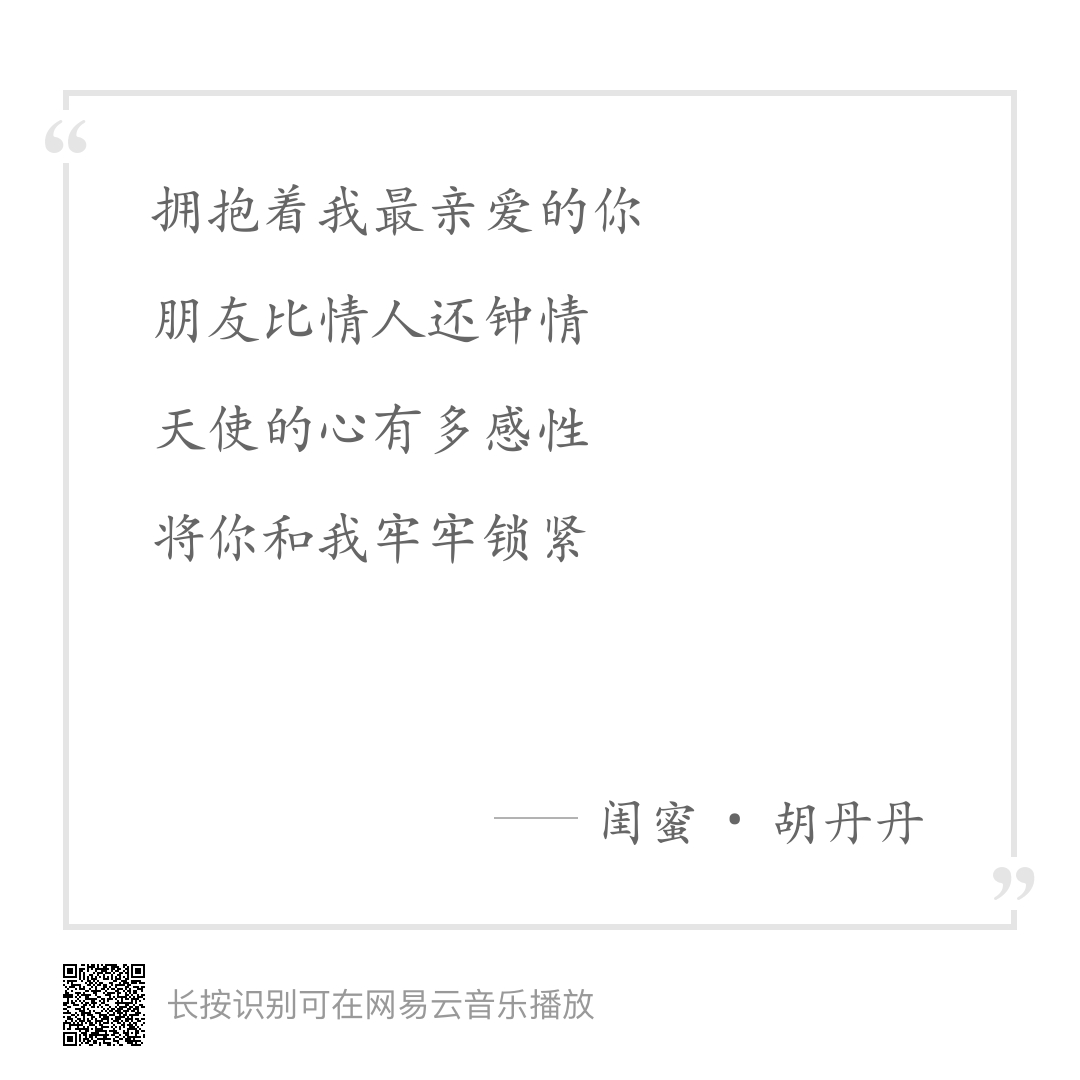 “
拥抱着我最亲爱的你
朋友比情人还钟情
天使的心有多感性
将你和我牢牢锁紧
—— 闺蜜 · 胡丹丹
”
长按识别可在网易云音乐播放